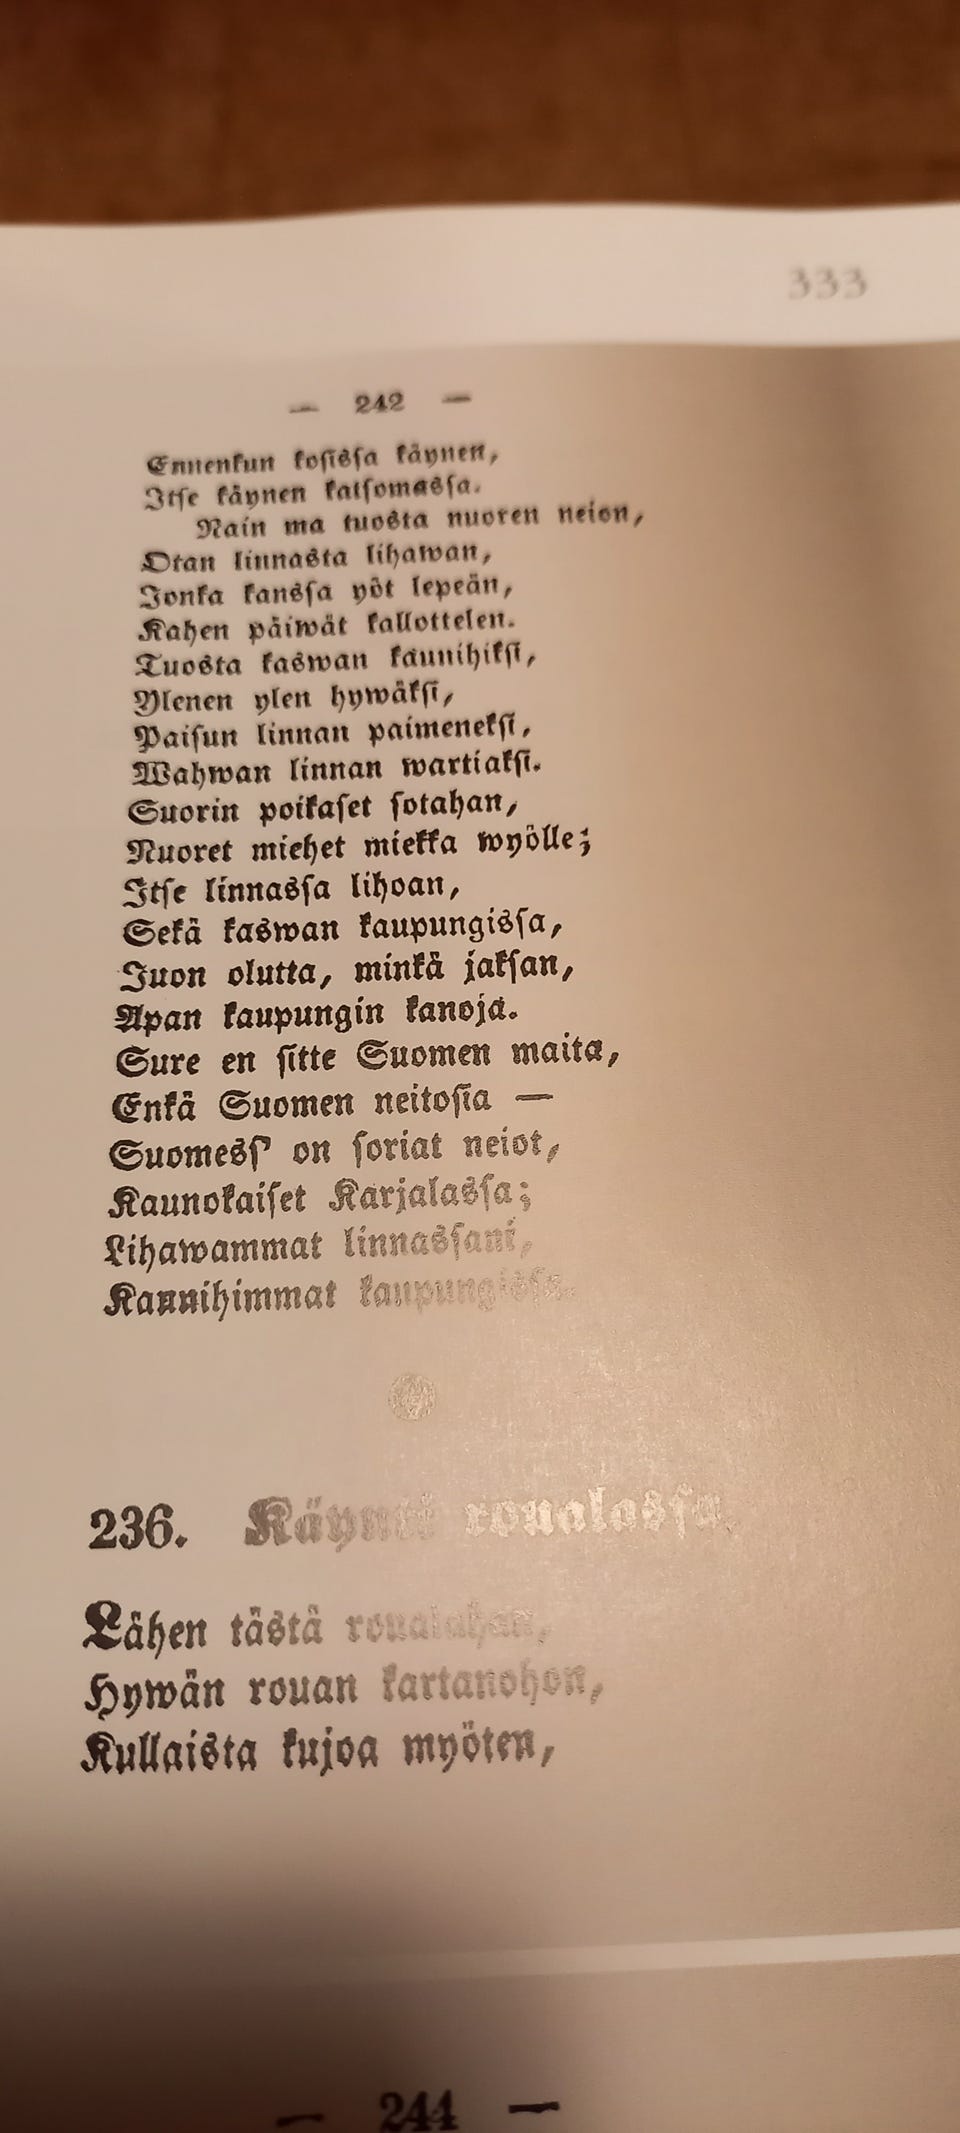 333
— 242 —
Ennenkun kosissa käynen,
Itse käynen katsomassa.
Nain ma tuosta nuoren neion,
Otan linnasta lihawan,
Jonka kanssa yöt lepeän,
Kahen päiwät kallottelen.
Tuosta kaswan kaunihiksi,
Ylenen ylen hywäksi,
Paisun linnan paimeneksi,
Wahwan linnan wartiaksi.
Suorin poikaset sotahan,
Nuoret miehet miekka wyölle;
Itse linnassa lihoan,
Sekä kaswan kaupungissa,
Juon olutta, minkä jaksan,
Apan kaupungin kanoja.
Sure en sitte Suomen maita,
Enkä Suomen neitosia —
Suomess' on soriat neiot,
Kaunokaiset Karjalassa;
Lihawammat linnassani,
Kaunihimmat kaupungissa.
236. Käynti roualassa.
Lähen tästä roualahan,
Hywän rouan kartanohon,
Kullaista kujoa myöten,
— 244 —